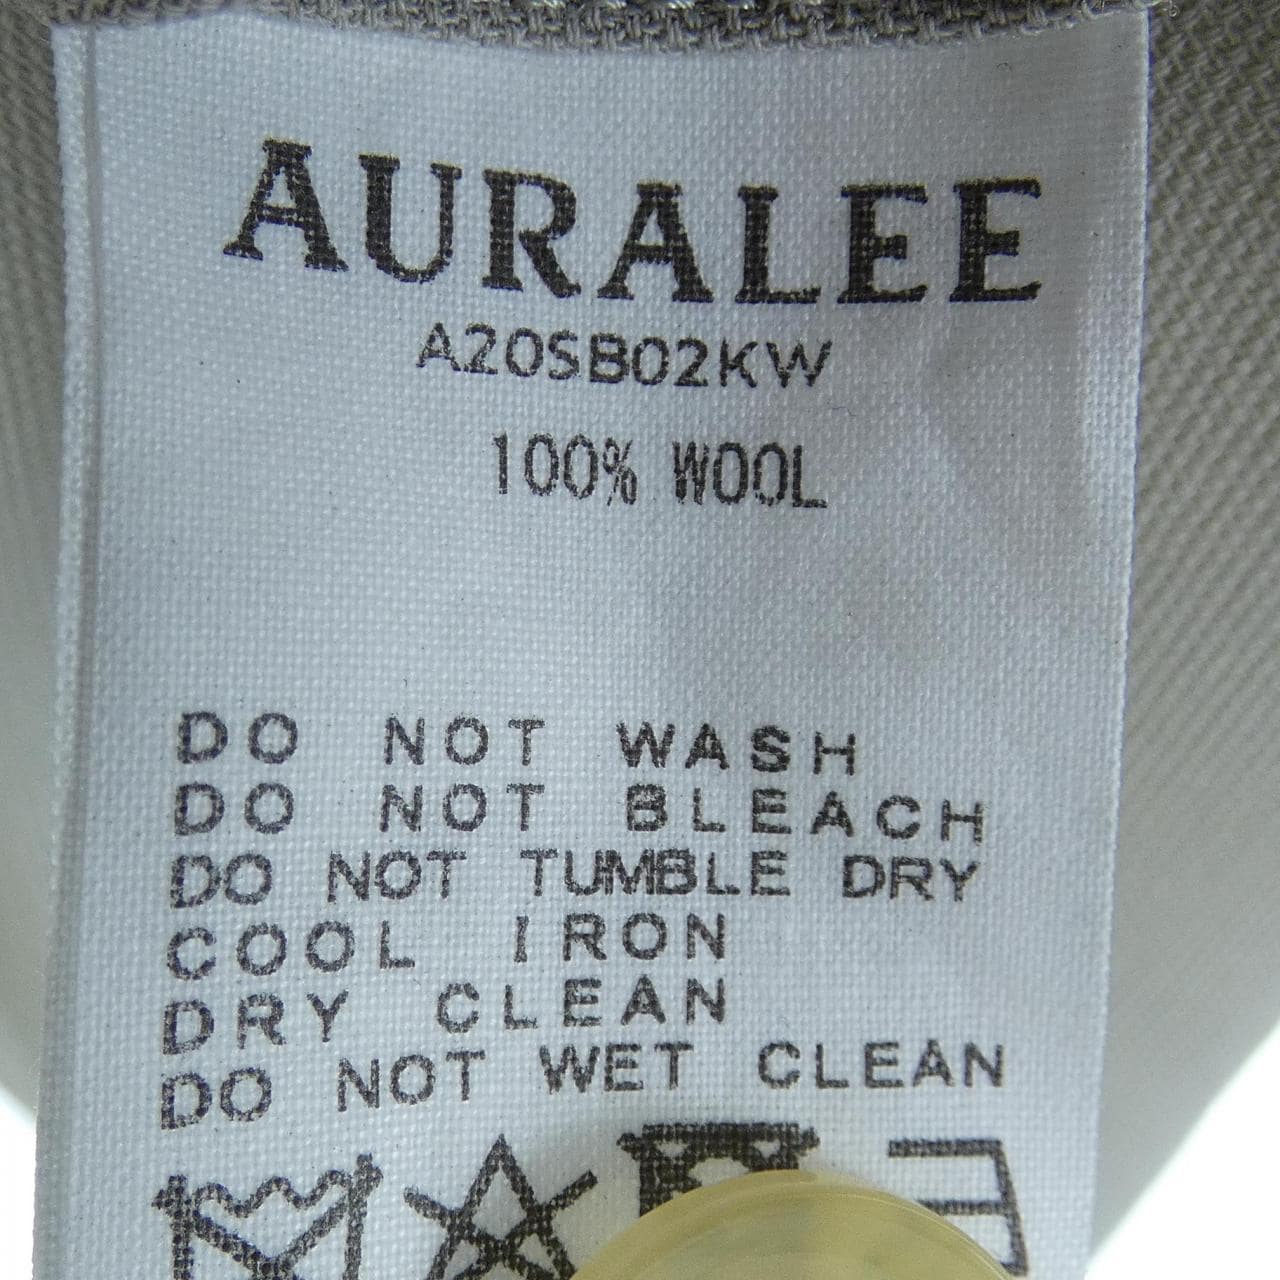 AURALEE
A20SB02KW
100% WOOL
DO NOT WASH
DO NOT BLEACH
DO NOT TUMBLE DRY
COOL IRON
DRY CLEAN
DO NOT WET CLEAN